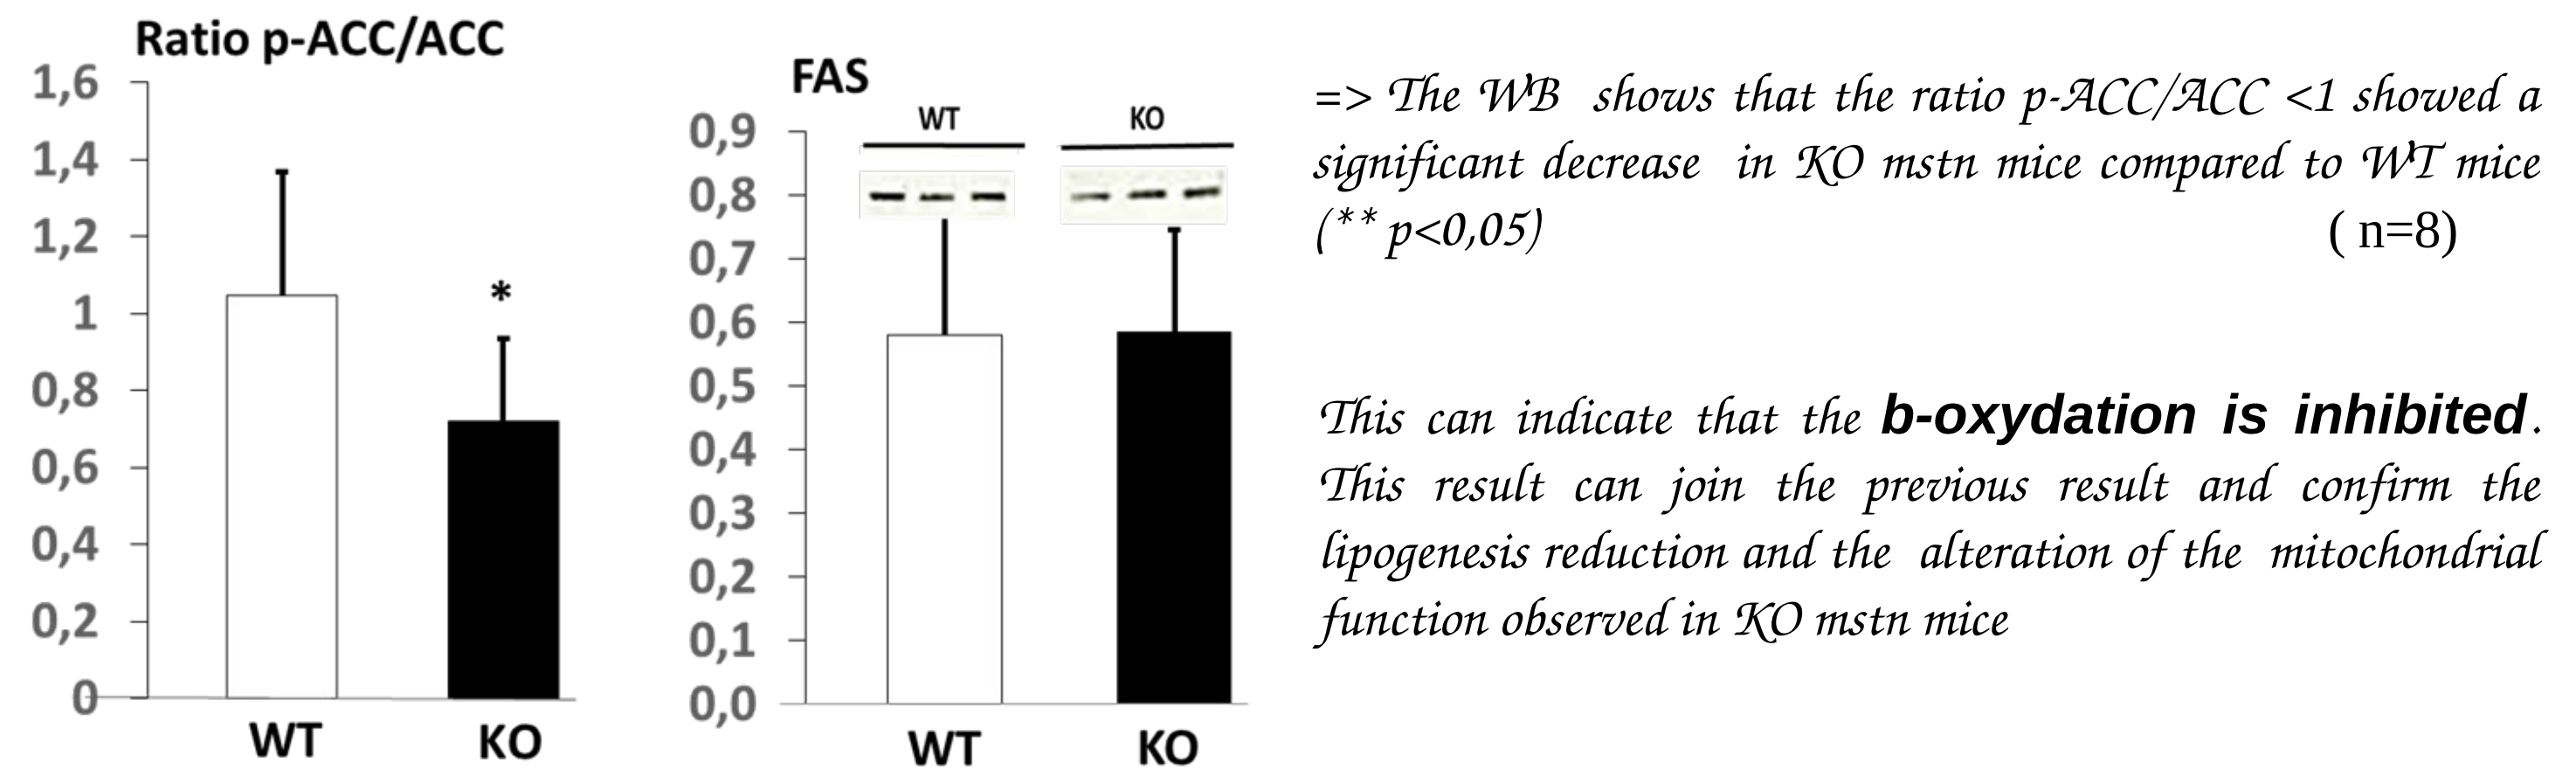 Ratio p-ACC/ACC
1,6
1,4
1,2
1
0,8
0,6
0,4
0,2
0
*
WT
KO
FAS
WT
KO
0,9
0,8
0,7
0,6
0,5
0,4
0,3
0,2
0,1
0,0
WT
KO
=> The WB shows that the ratio p-ACC/ACC <1 showed a
significant decrease in KO mstn mice compared to WT mice
(** p<0,05) ( n=8)
This can indicate that the b-oxydation is inhibited.
This result can join the previous result and confirm the
lipogenesis reduction and the alteration of the mitochondrial
function observed in KO mstn mice